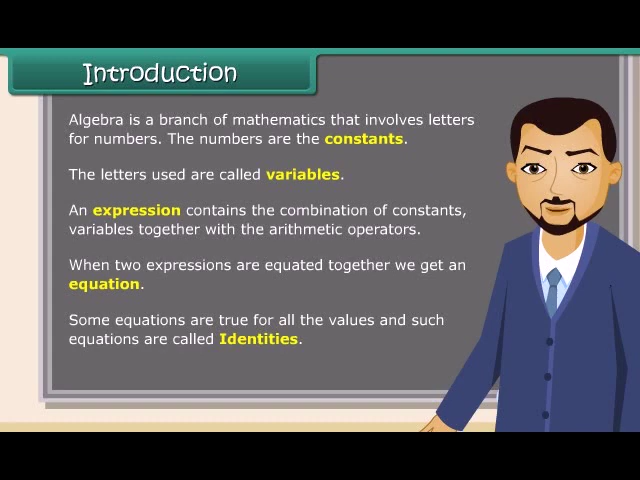 Introduction
Algebra is a branch of mathematics that involves letters
for numbers. The numbers are the constants.
The letters used are called variables.
An expression contains the combination of constants,
variables together with the arithmetic operators.
When two expressions are equated together we get an
equation.
Some equations are true for all the values and such
equations are called Identities.